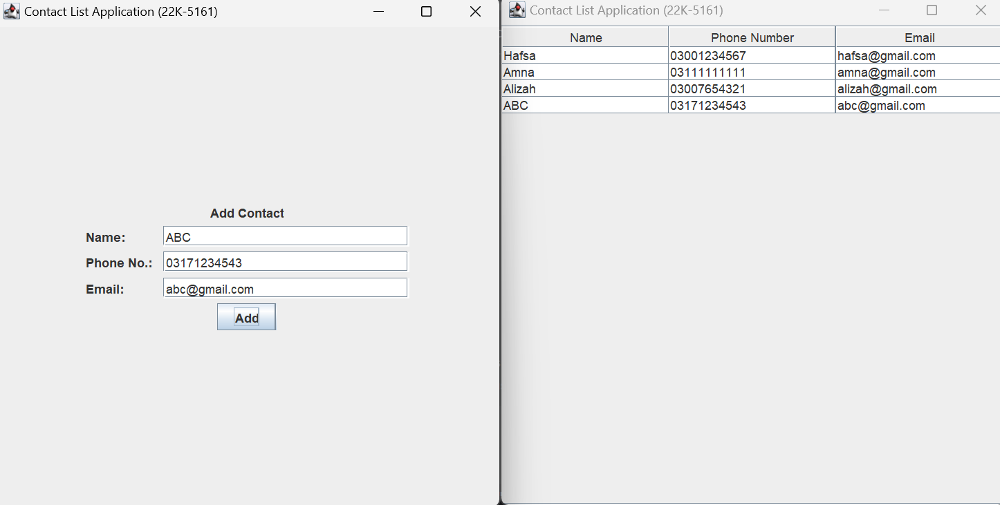 Contact List Application (22K-5161)
Add Contact
Name: ABC
Phone No.: 03171234543
Email: abc@gmail.com
Add
Contact List Application (22K-5161)
Name Phone Number Email
Hafsa 03001234567 hafsa@gmail.com
Amna 03111111111 amna@gmail.com
Alizah 03007654321 alizah@gmail.com
ABC 03171234543 abc@gmail.com